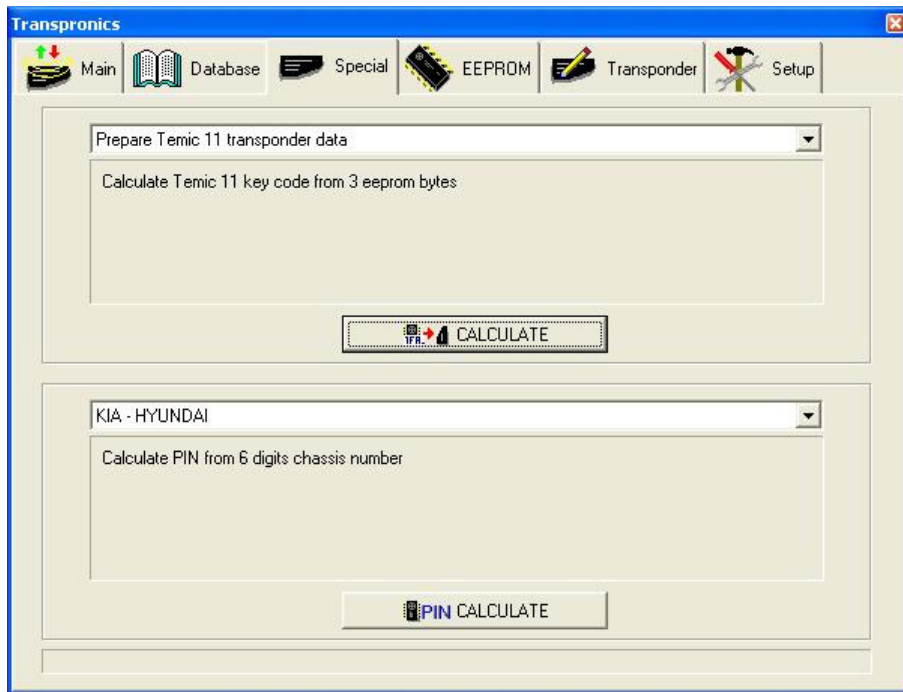 Transpronics
Main Database Special EEPROM Transponder Setup
Prepare Temic 11 transponder data
Calculate Temic 11 key code from 3 eeprom bytes
CALCULATE
KIA - HYUNDAI
Calculate PIN from 6 digits chassis number
PIN CALCULATE